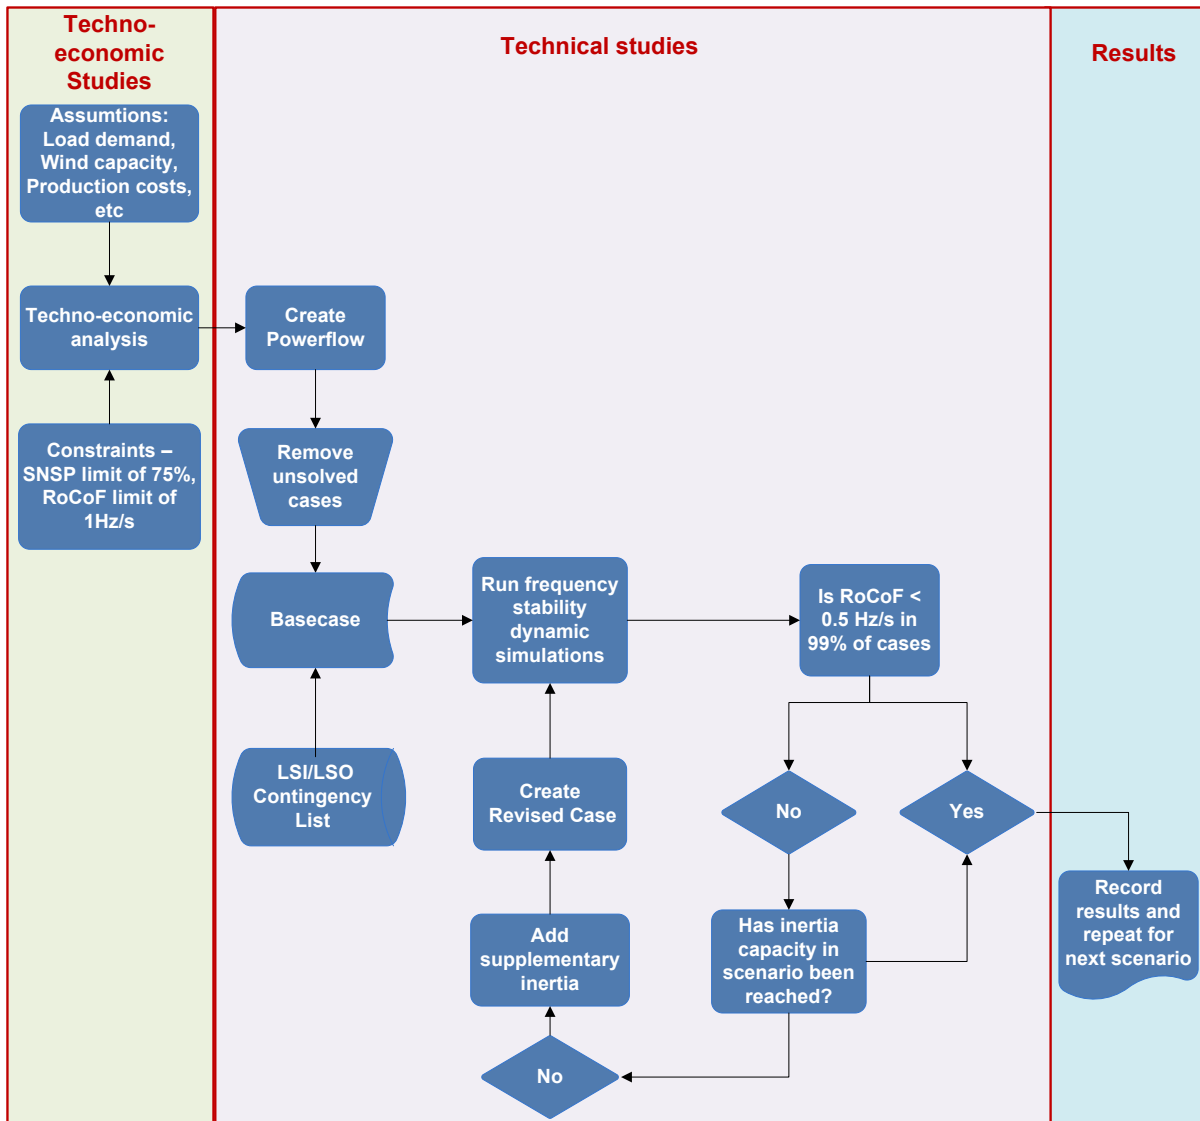 Techno-
economic
Studies
Technical studies
Results
Assumtions:
Load demand,
Wind capacity,
Production costs,
etc
Techno-economic
analysis
Constraints –
SNSP limit of 75%,
RoCoF limit of
1Hz/s
Create
Powerflow
Remove
unsolved
cases
Basecase
LSI/LSO
Contingency
List
Run frequency
stability
dynamic
simulations
Create
Revised Case
Add
supplementary
inertia
No
Is RoCoF <
0.5 Hz/s in
99% of cases
No
Yes
Has inertia
capacity in
scenario been
reached?
Record
results and
repeat for
next scenario